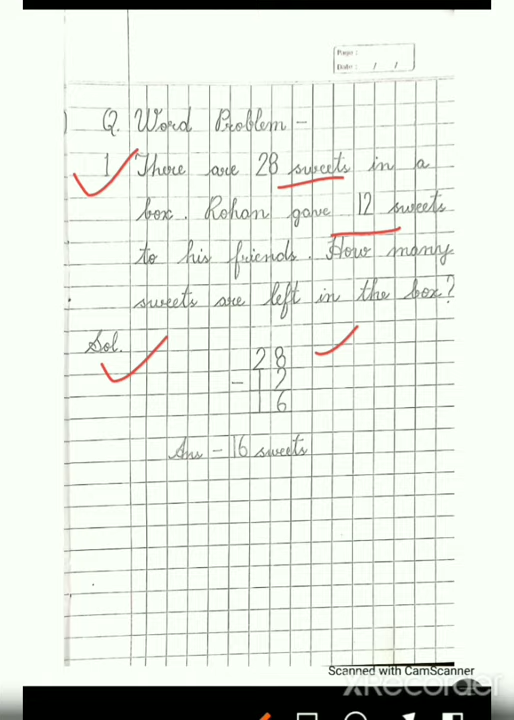 Page:
Date: / /
Q. Word Problem -
1 There are 28 sweets in a
box. Rohan gave 12 sweets
to his friends. How many
sweets are left in the box?
Sol.
28
- 12
16
Ans - 16 sweets
Scanned with CamScanner
XRecorder